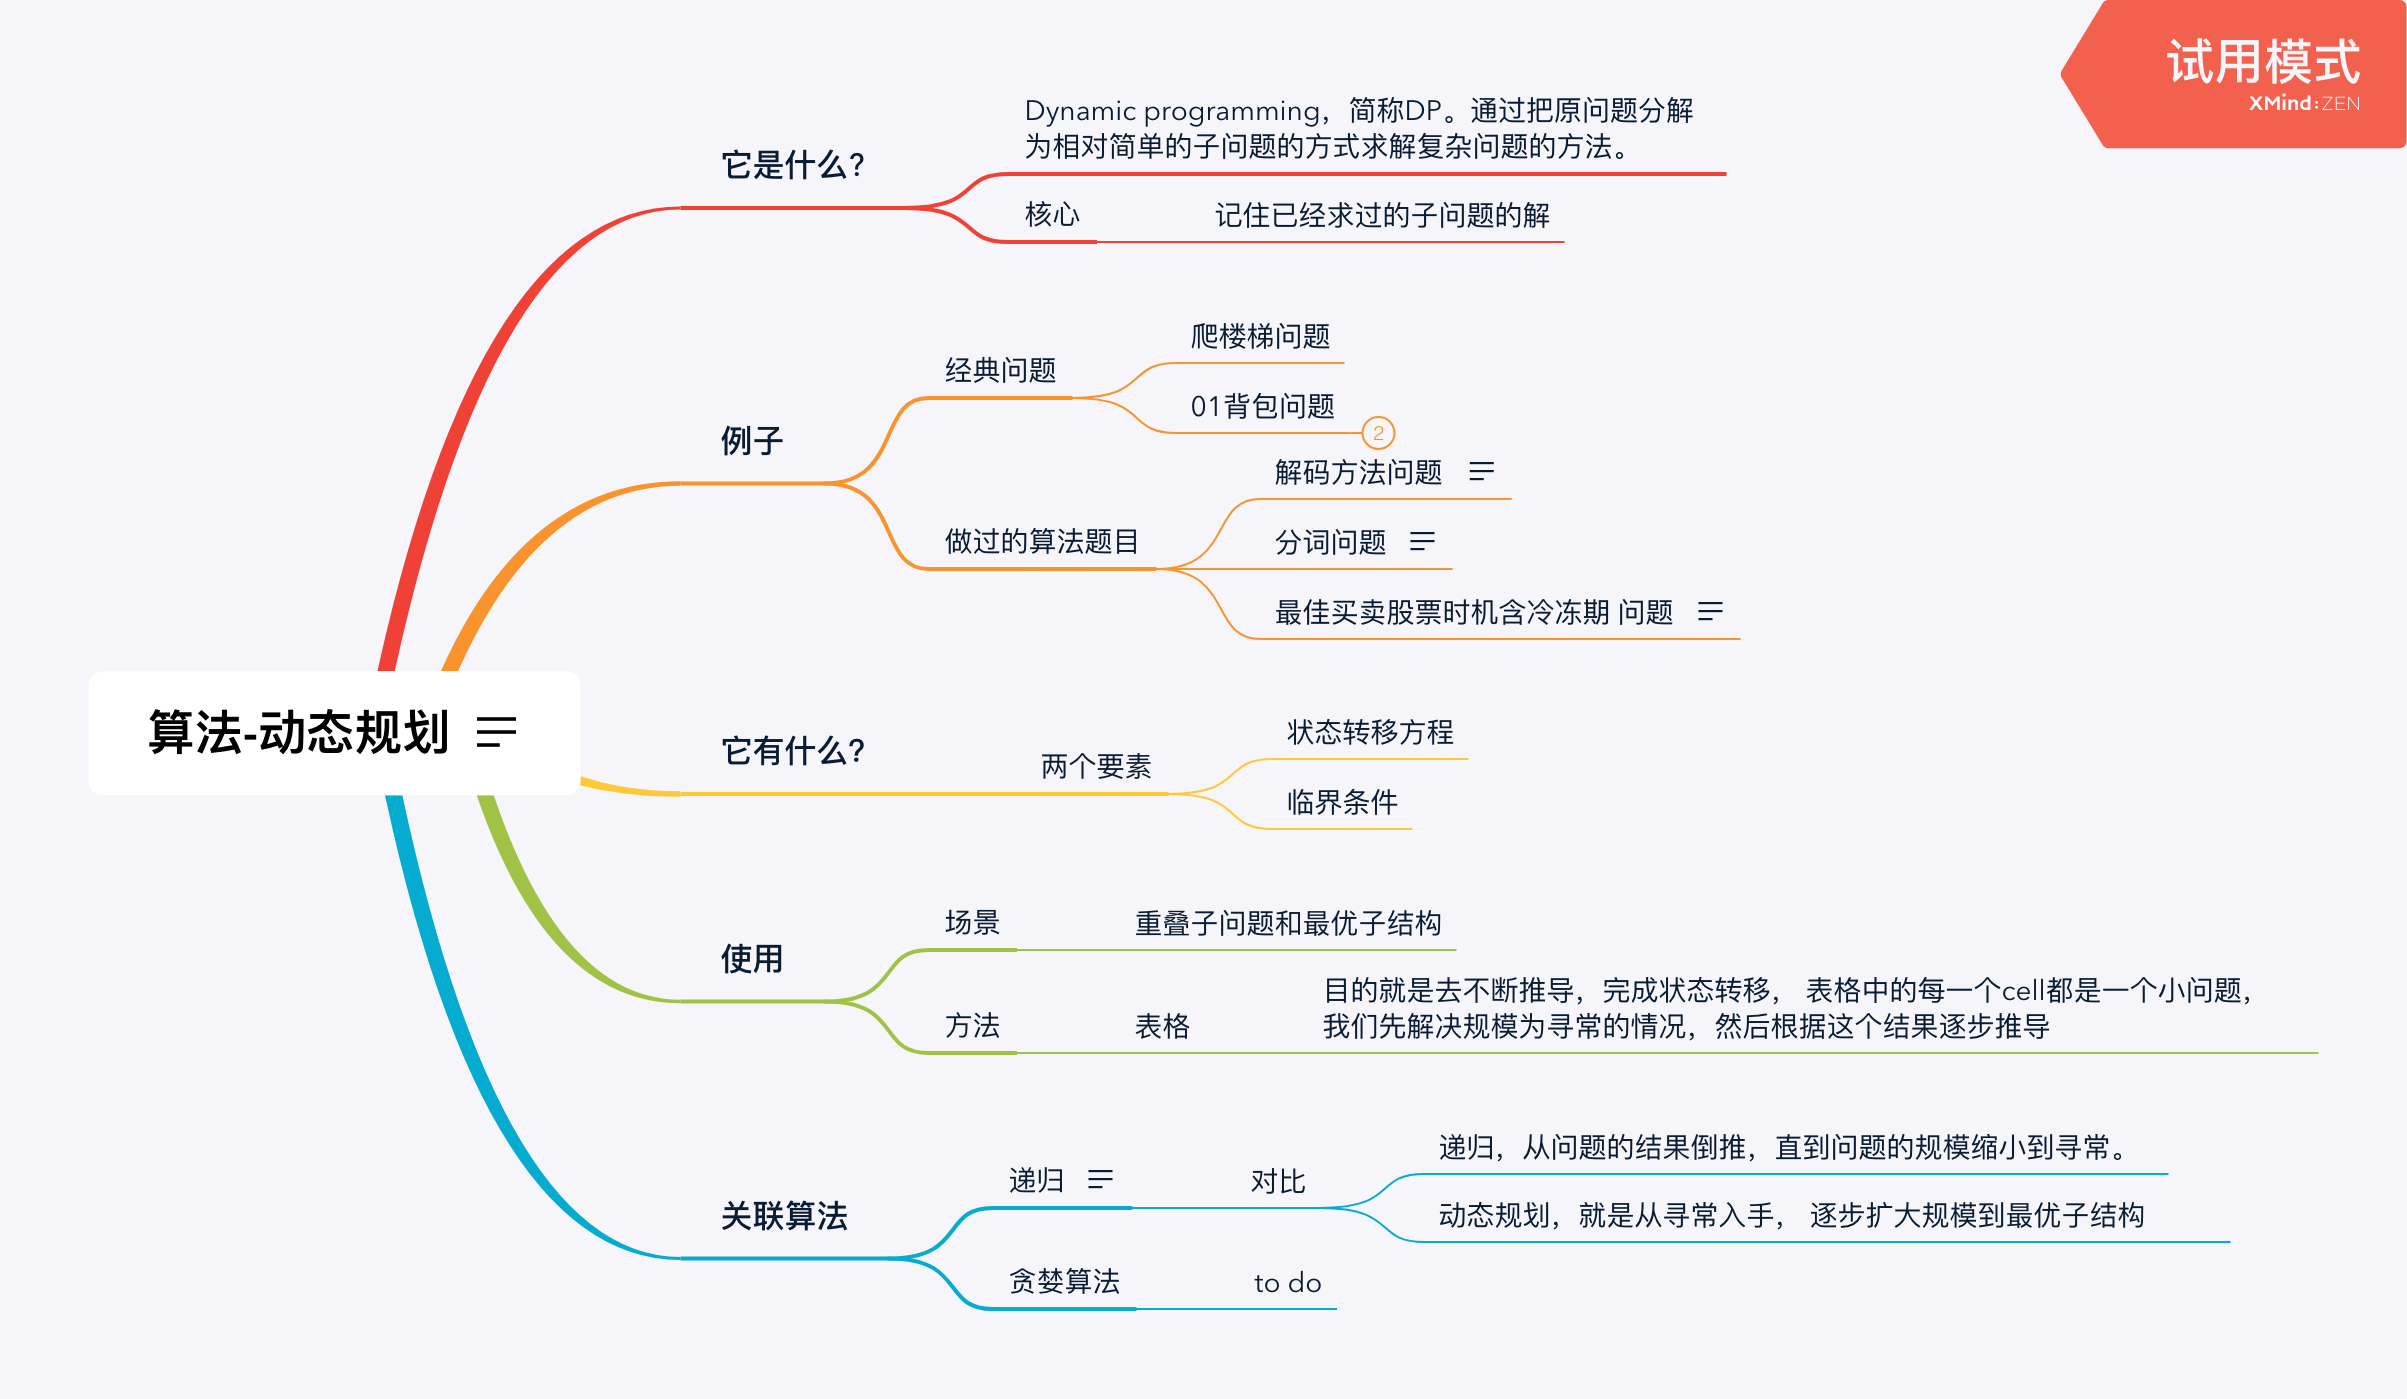 试用模式
XMind:ZEN
Dynamic programming，简称DP。通过把原问题分解
为相对简单的子问题的方式求解复杂问题的方法。
它是什么?
核心
记住已经求过的子问题的解
爬楼梯问题
经典问题
01背包问题
2
例子
解码方法问题
做过的算法题目
分词问题
最佳买卖股票时机含冷冻期 问题
算法-动态规划
它有什么?
两个要素
状态转移方程
临界条件
场景
重叠子问题和最优子结构
使用
方法
表格
目的就是去不断推导，完成状态转移， 表格中的每一个cell都是一个小问题，
我们先解决规模为寻常的情况，然后根据这个结果逐步推导
关联算法
递归
对比
递归，从问题的结果倒推，直到问题的规模缩小到寻常。
动态规划，就是从寻常入手， 逐步扩大规模到最优子结构
贪婪算法
to do